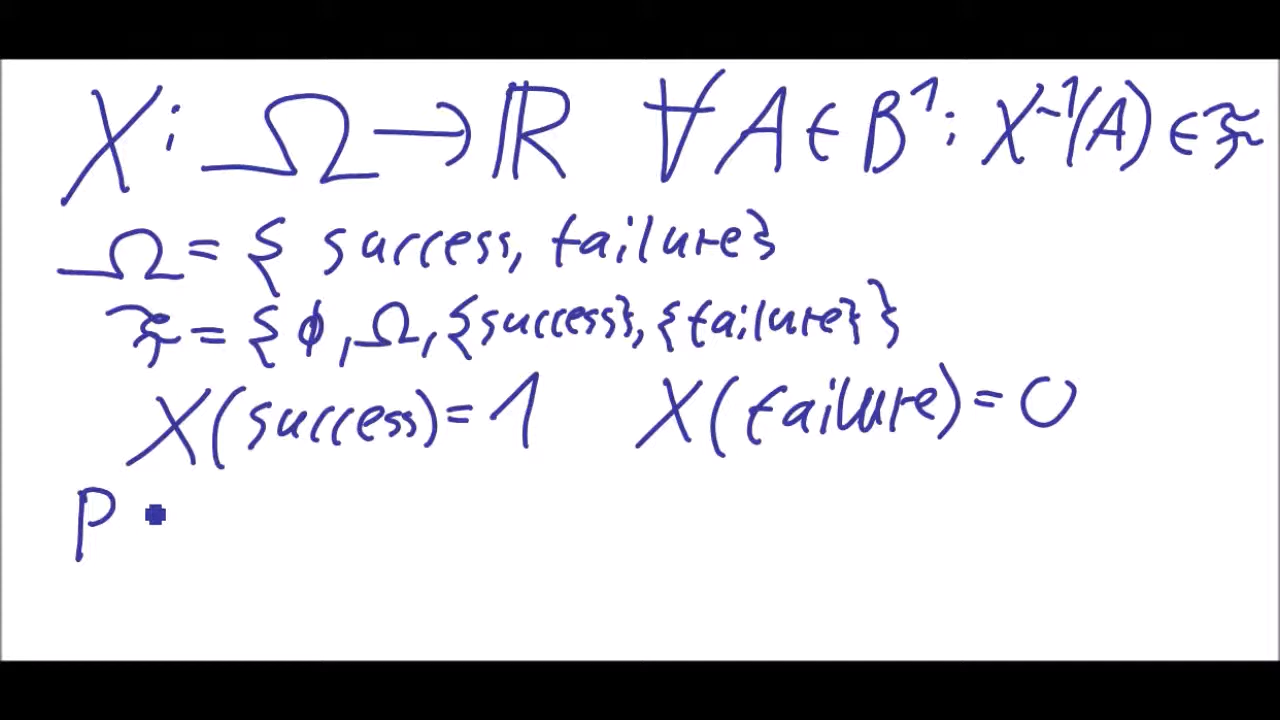 X: Ω → ℝ ∀ A ∈ B¹: X⁻¹(A) ∈ ℱ
Ω = { success, failure}
ℱ = { ϕ, Ω, {success}, {failure} }
X(success) = 1 X(failure) = 0
P